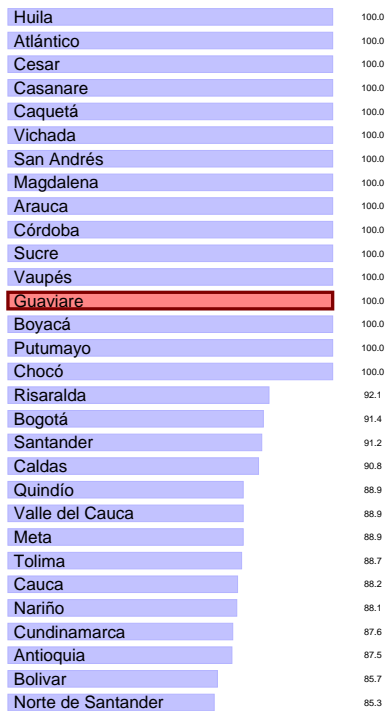 Huila 100.0
Atlántico 100.0
Cesar 100.0
Casanare 100.0
Caquetá 100.0
Vichada 100.0
San Andrés 100.0
Magdalena 100.0
Arauca 100.0
Córdoba 100.0
Sucre 100.0
Vaupés 100.0
Guaviare 100.0
Boyacá 100.0
Putumayo 100.0
Chocó 100.0
Risaralda 92.1
Bogotá 91.4
Santander 91.2
Caldas 90.8
Quindío 88.9
Valle del Cauca 88.9
Meta 88.9
Tolima 88.7
Cauca 88.2
Nariño 88.1
Cundinamarca 87.6
Antioquia 87.5
Bolivar 85.7
Norte de Santander 85.3